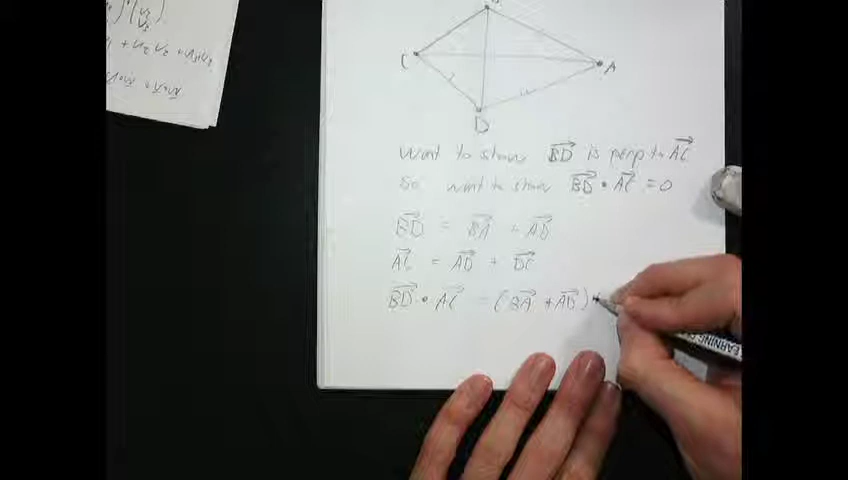 C
A
D
Want to show BD is perp to AC
So want to show BD • AC = 0
BD = BA + AD
AC = AD + DC
BD • AC = (BA + AD) •
EARNING